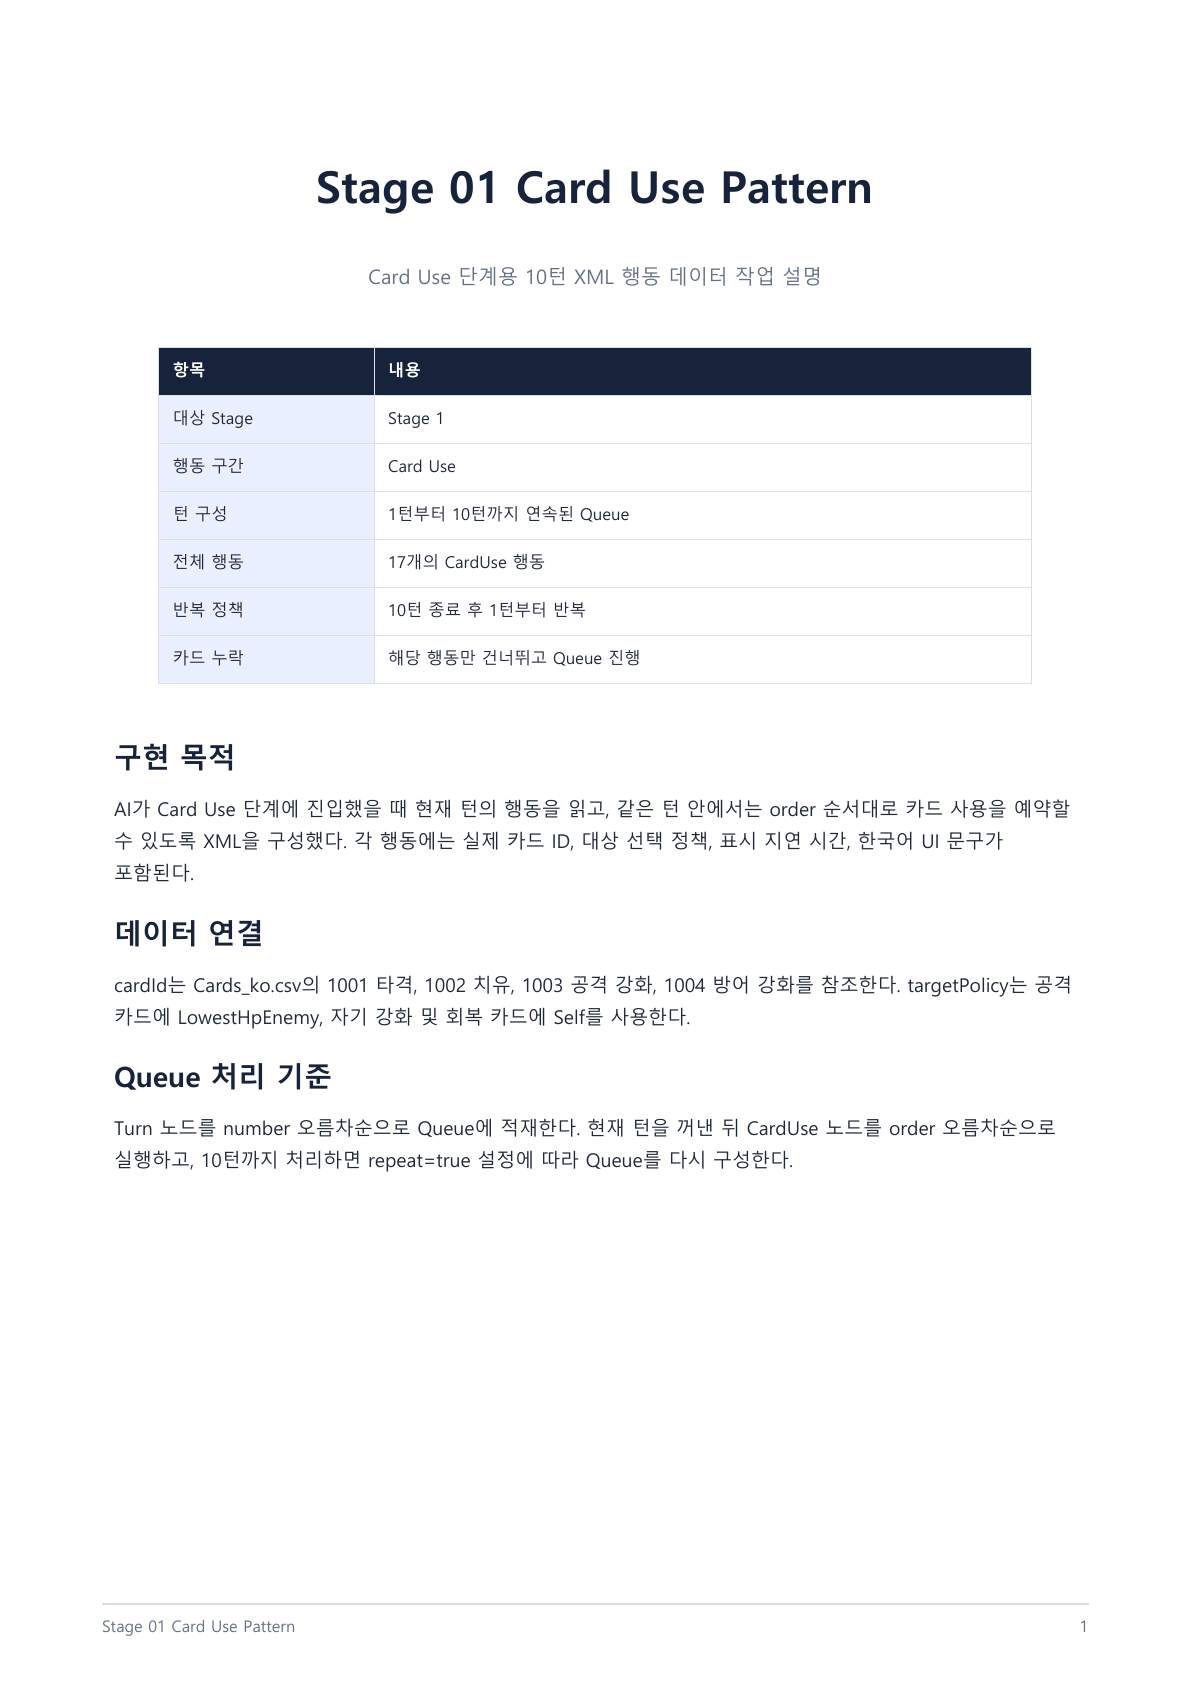 Stage 01 Card Use Pattern
Card Use 단계용 10턴 XML 행동 데이터 작업 설명
항목 내용
대상 Stage Stage 1
행동 구간 Card Use
턴 구성 1턴부터 10턴까지 연속된 Queue
전체 행동 17개의 CardUse 행동
반복 정책 10턴 종료 후 1턴부터 반복
카드 누락 해당 행동만 건너뛰고 Queue 진행
구현 목적
AI가 Card Use 단계에 진입했을 때 현재 턴의 행동을 읽고, 같은 턴 안에서는 order 순서대로 카드 사용을 예약할
수 있도록 XML을 구성했다. 각 행동에는 실제 카드 ID, 대상 선택 정책, 표시 지연 시간, 한국어 UI 문구가
포함된다.
데이터 연결
cardId는 Cards_ko.csv의 1001 타격, 1002 치유, 1003 공격 강화, 1004 방어 강화를 참조한다. targetPolicy는 공격
카드에 LowestHpEnemy, 자기 강화 및 회복 카드에 Self를 사용한다.
Queue 처리 기준
Turn 노드를 number 오름차순으로 Queue에 적재한다. 현재 턴을 꺼낸 뒤 CardUse 노드를 order 오름차순으로
실행하고, 10턴까지 처리하면 repeat=true 설정에 따라 Queue를 다시 구성한다.
Stage 01 Card Use Pattern 1